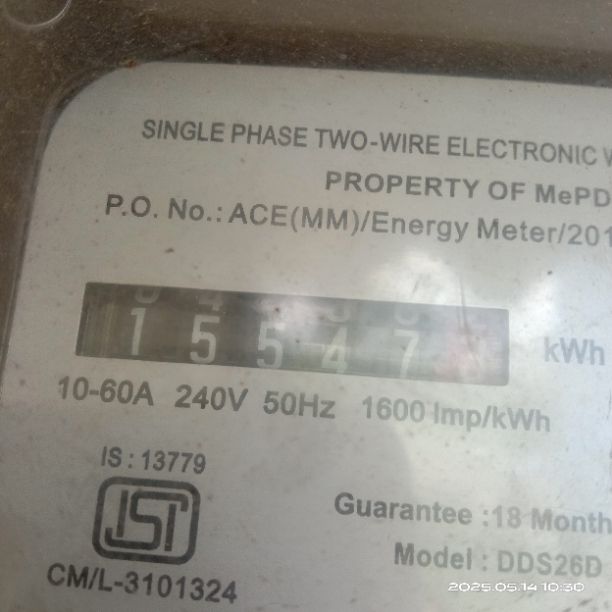 SINGLE PHASE TWO-WIRE ELECTRONIC
PROPERTY OF MePD
P.O. No.: ACE(MM)/Energy Meter/201
15547
kWh
10-60A 240V 50Hz 1600 Imp/kWh
IS : 13779
ISI
Guarantee :18 Month
Model : DDS26D
CM/L-3101324
2025.05.14 10:30